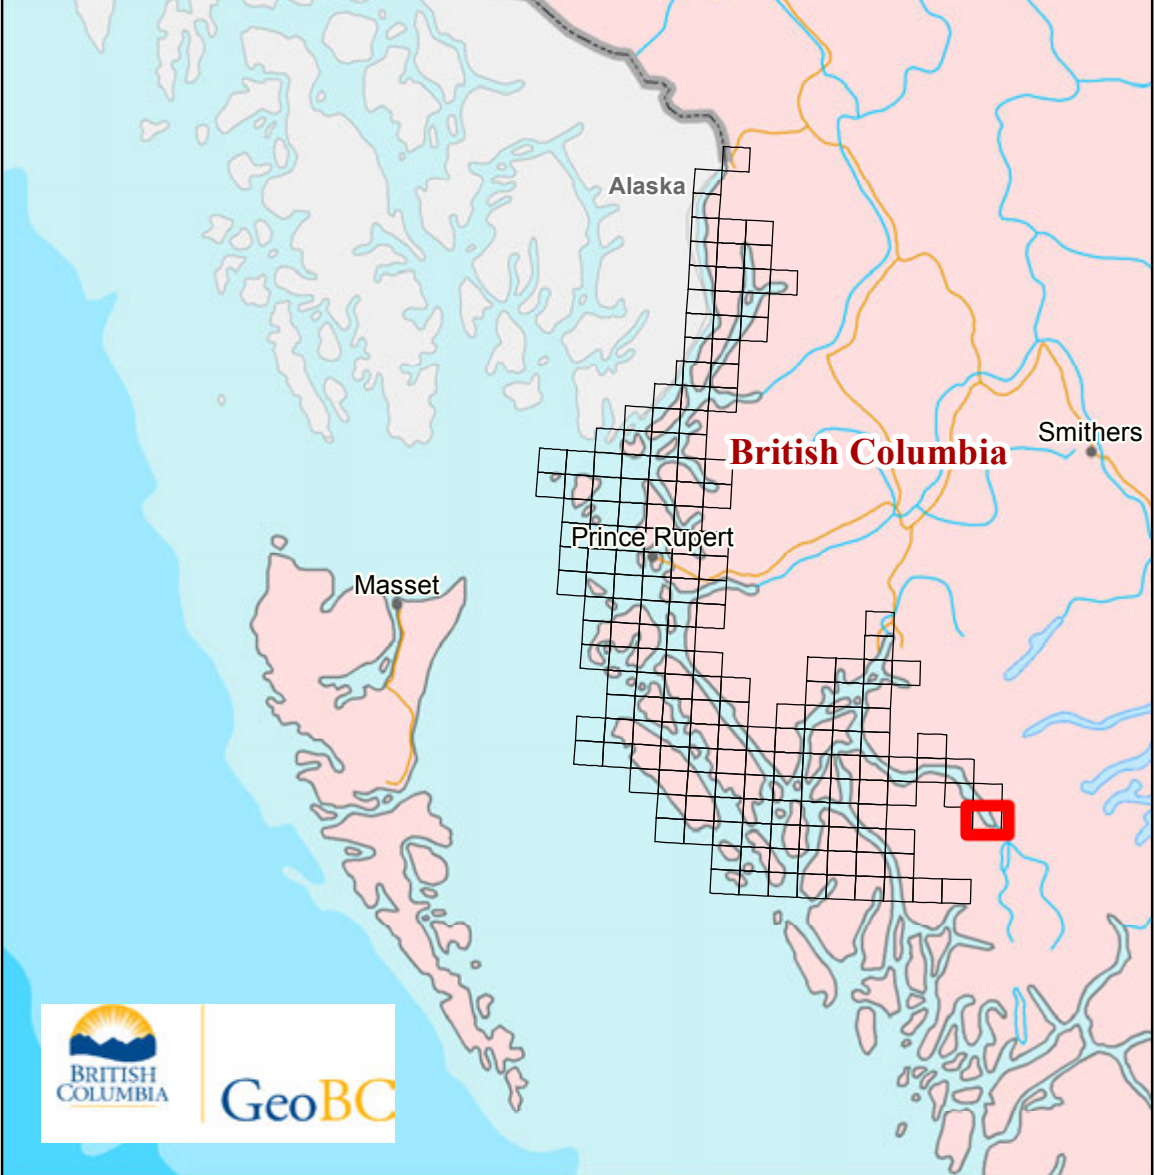 Alaska
Smithers
British Columbia
Prince Rupert
Masset
BRITISH
COLUMBIA
GeoBC